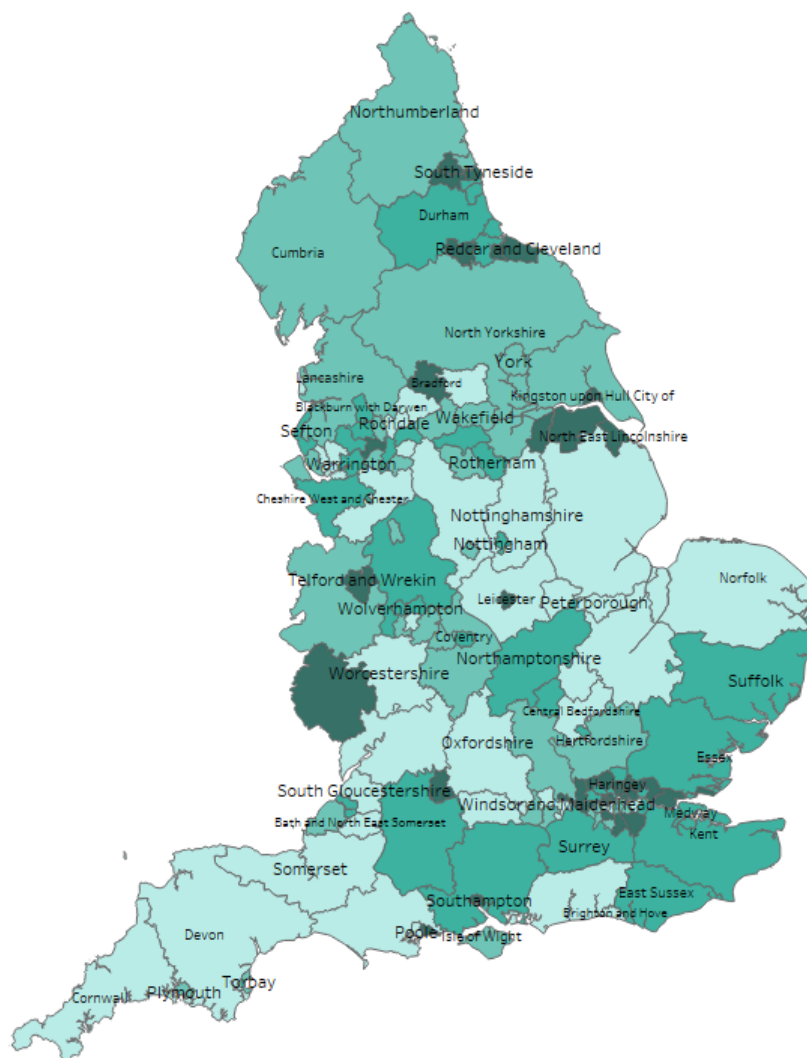 Northumberland
South Tyneside
Durham
Redcar and Cleveland
Cumbria
North Yorkshire
York
Lancashire
Bradford
Kingston upon Hull City of
Blackburn with Darwen
Sefton
Rochdale
Wakefield
North East Lincolnshire
Warrington
Rotherham
Cheshire West and Chester
Nottinghamshire
Nottingham
Telford and Wrekin
Norfolk
Leicester
Peterborough
Wolverhampton
Coventry
Northamptonshire
Worcestershire
Suffolk
Central Bedfordshire
Oxfordshire
Hertfordshire
Essex
South Gloucestershire
Haringey
Windsor and Maidenhead
Medway
Bath and North East Somerset
Kent
Surrey
Somerset
East Sussex
Southampton
Brighton and Hove
Poole
Isle of Wight
Devon
Torbay
Plymouth
Cornwall